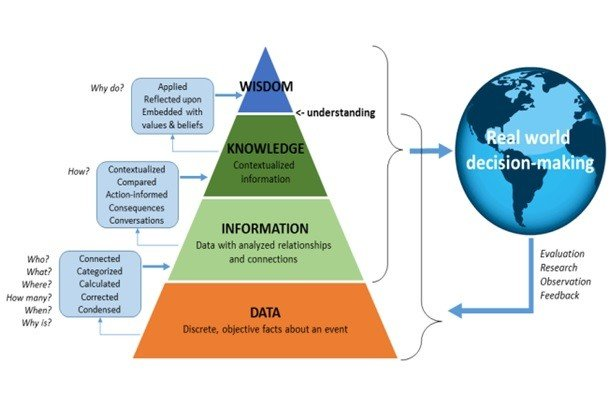 Why do?
Applied
Reflected upon
Embedded with
values & beliefs
WISDOM
<- understanding
How?
Contextualized
Compared
Action-informed
Consequences
Conversations
KNOWLEDGE
Contextualized
information
Real world
decision-making
Who?
What?
Where?
How many?
When?
Why is?
Connected
Categorized
Calculated
Corrected
Condensed
INFORMATION
Data with analyzed relationships
and connections
DATA
Discrete, objective facts about an event
Evaluation
Research
Observation
Feedback